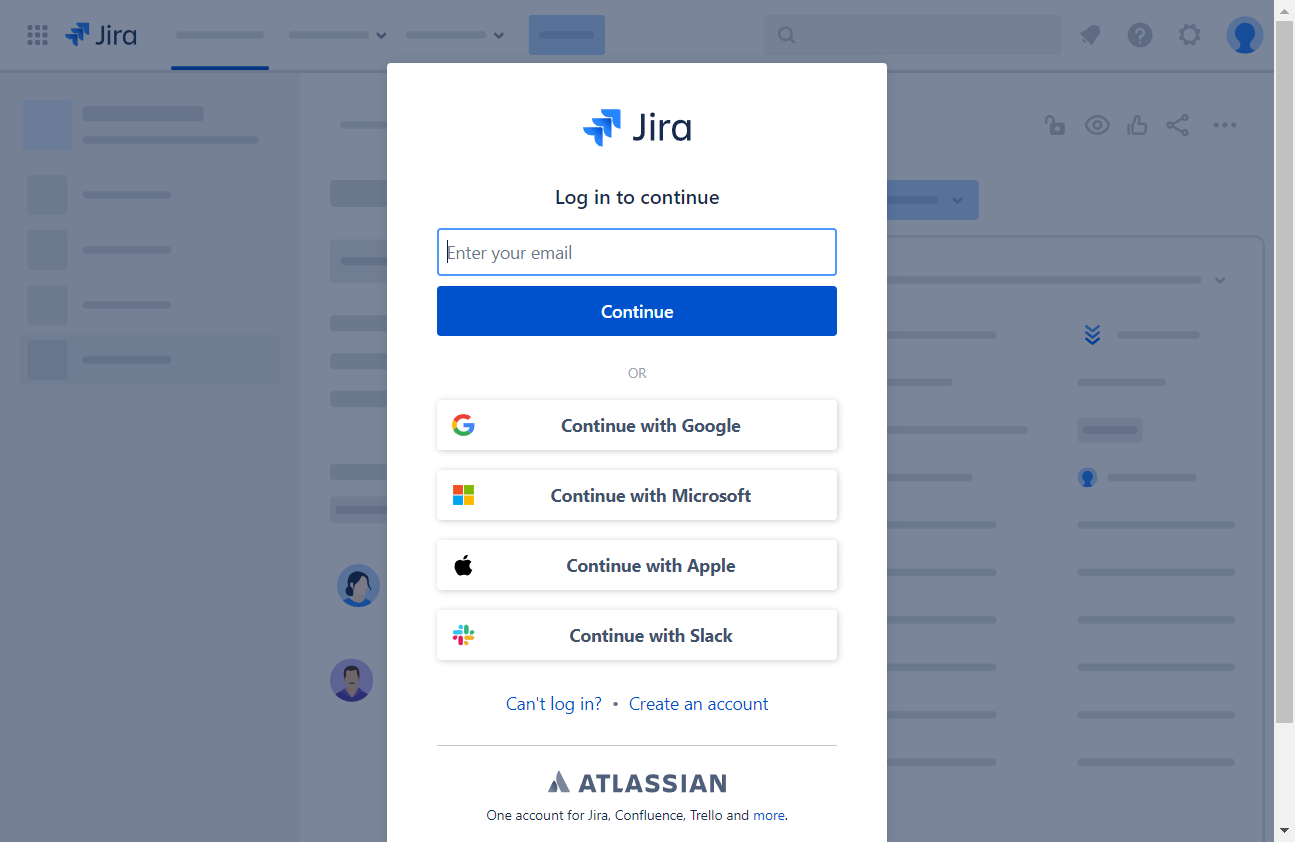 Jira
Jira
Log in to continue
Enter your email
Continue
OR
Continue with Google
Continue with Microsoft
Continue with Apple
Continue with Slack
Can't log in? • Create an account
ATLASSIAN
One account for Jira, Confluence, Trello and more.